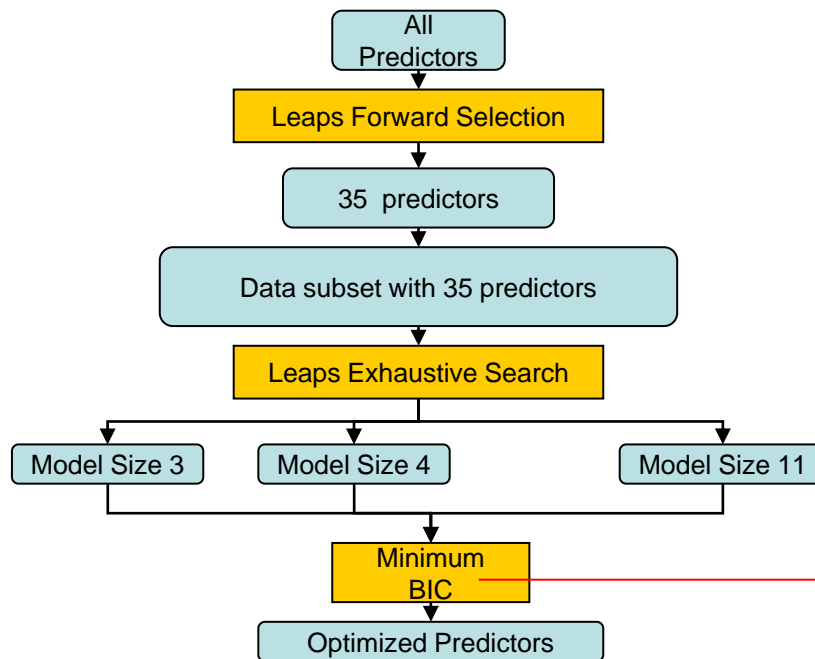 All
Predictors
Leaps Forward Selection
35 predictors
Data subset with 35 predictors
Leaps Exhaustive Search
Model Size 3
Model Size 4
Model Size 11
Minimum
BIC
Optimized Predictors